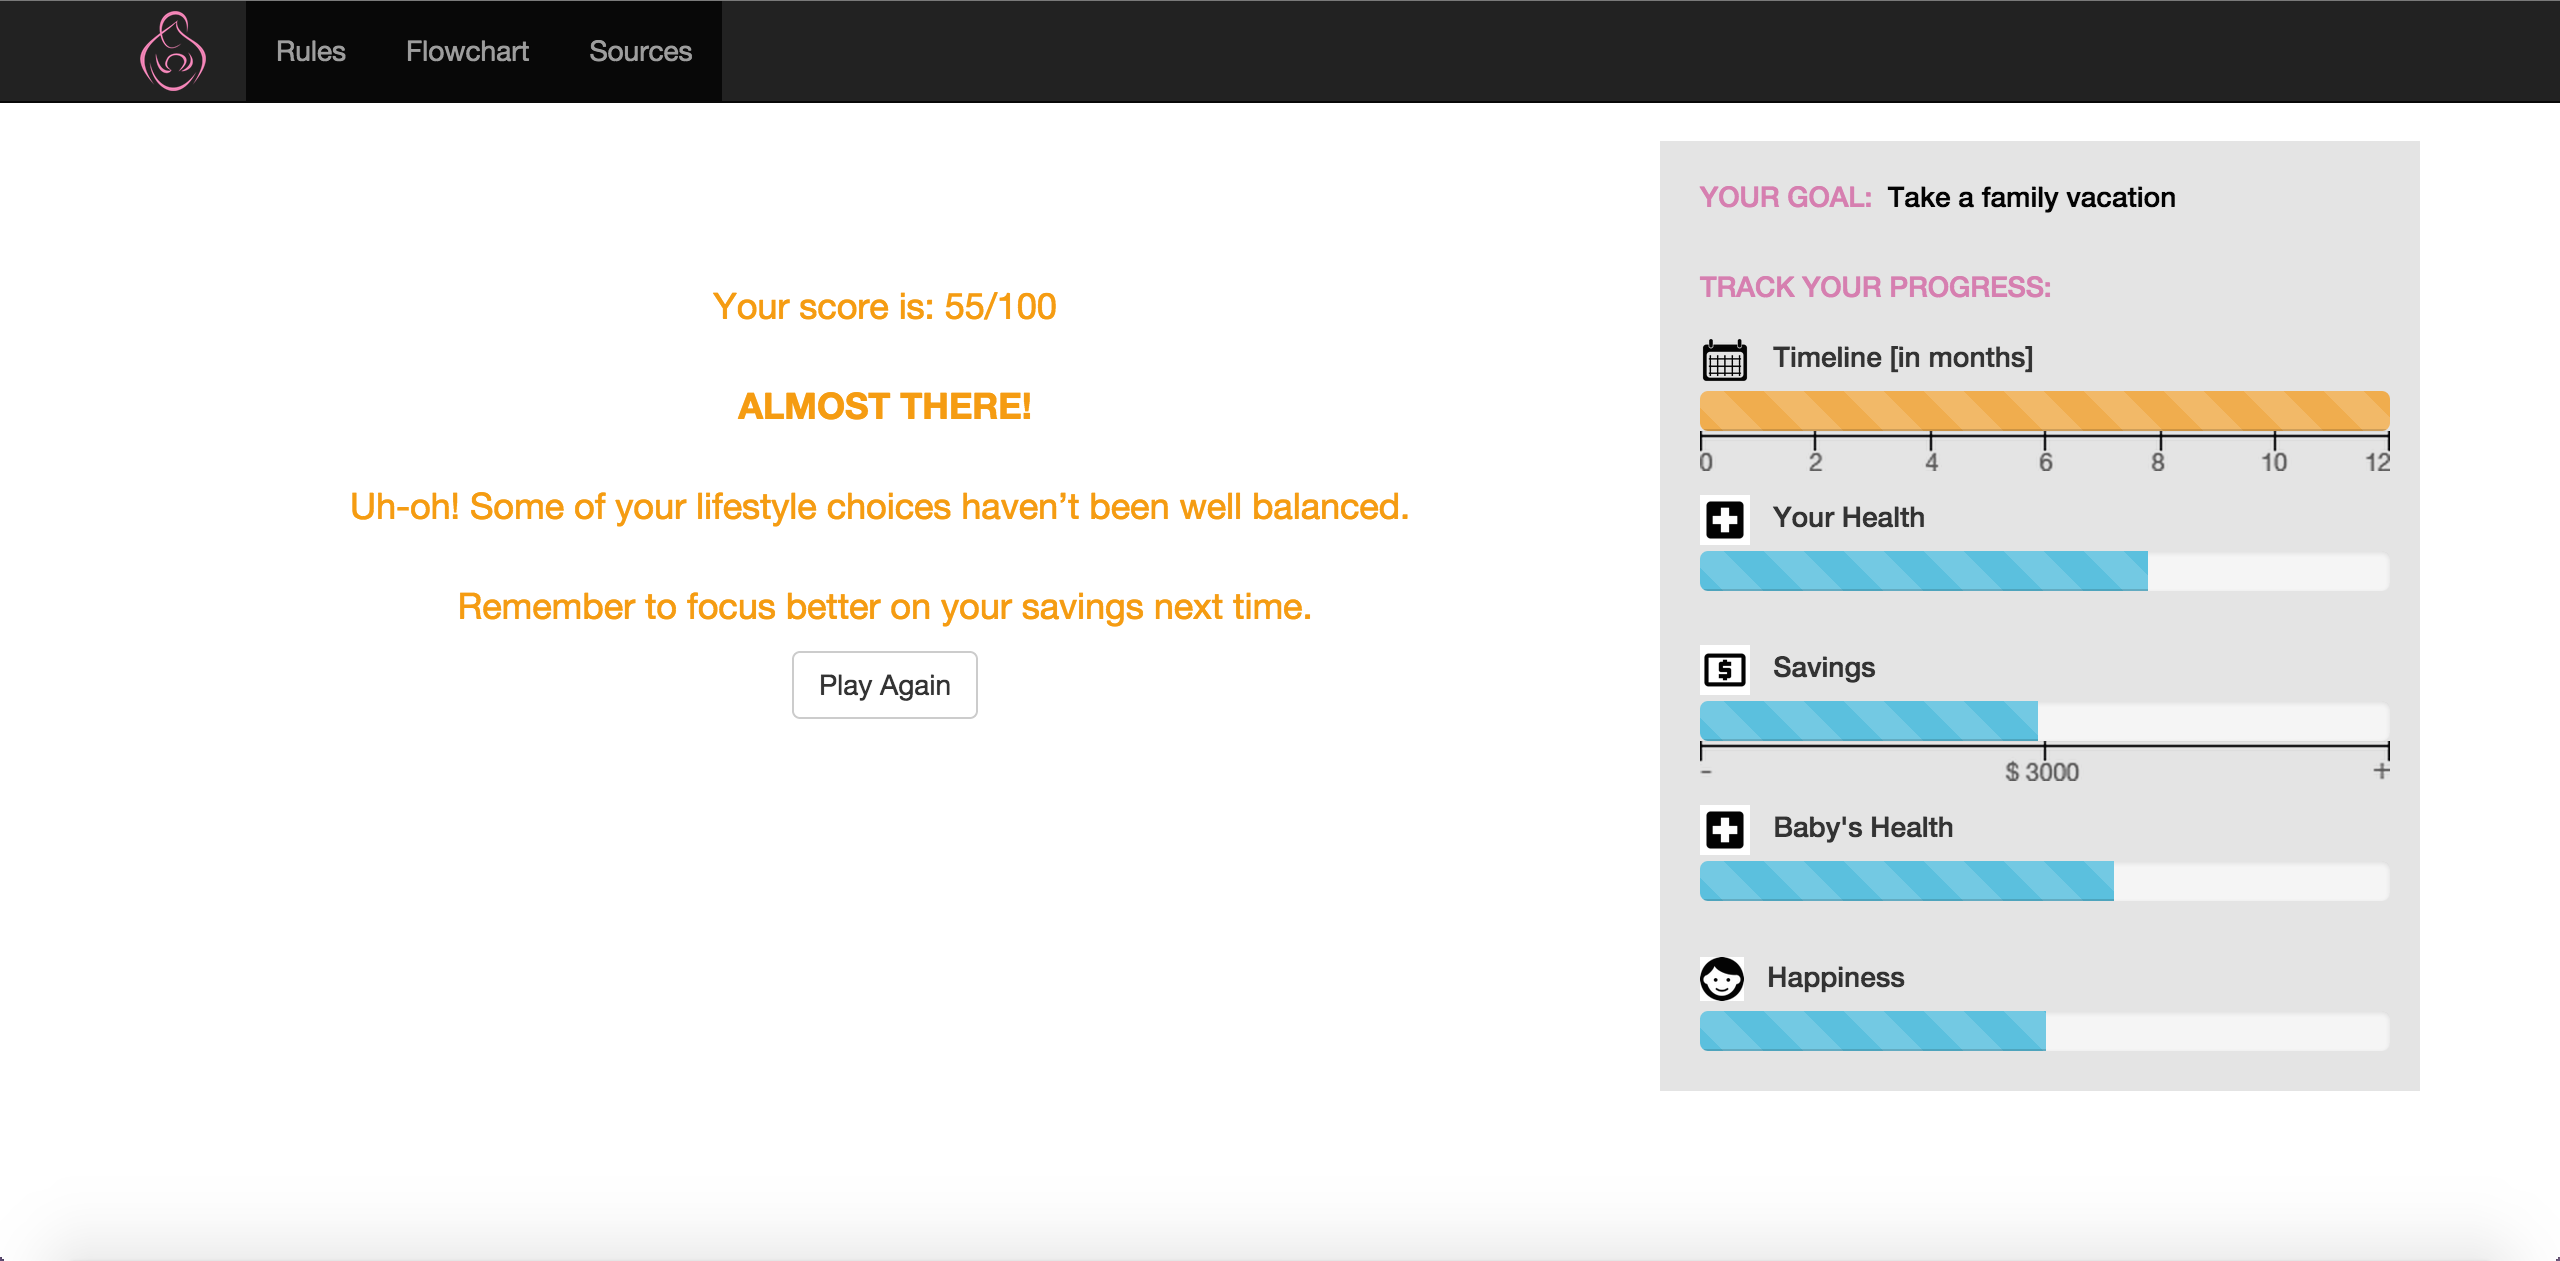 Rules Flowchart Sources
Your score is: 55/100
ALMOST THERE!
Uh-oh! Some of your lifestyle choices haven’t been well balanced.
Remember to focus better on your savings next time.
Play Again
YOUR GOAL: Take a family vacation
TRACK YOUR PROGRESS:
Timeline [in months]
0 2 4 6 8 10 12
Your Health
$ Savings
- $ 3000 +
Baby's Health
Happiness